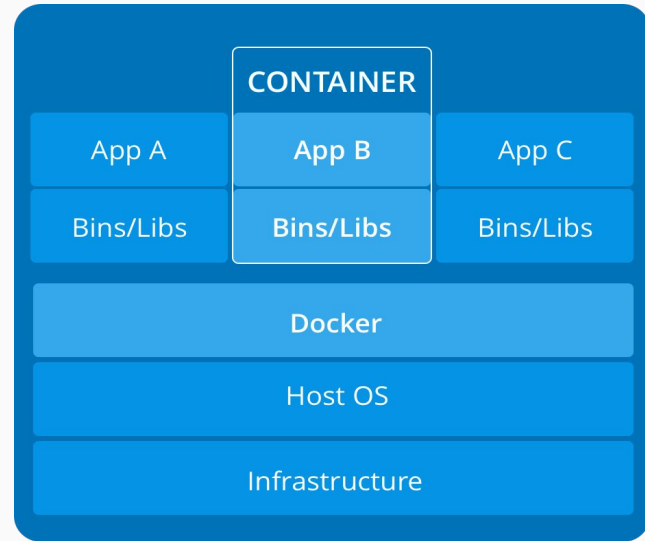 CONTAINER
App A App B App C
Bins/Libs Bins/Libs Bins/Libs
Docker
Host OS
Infrastructure